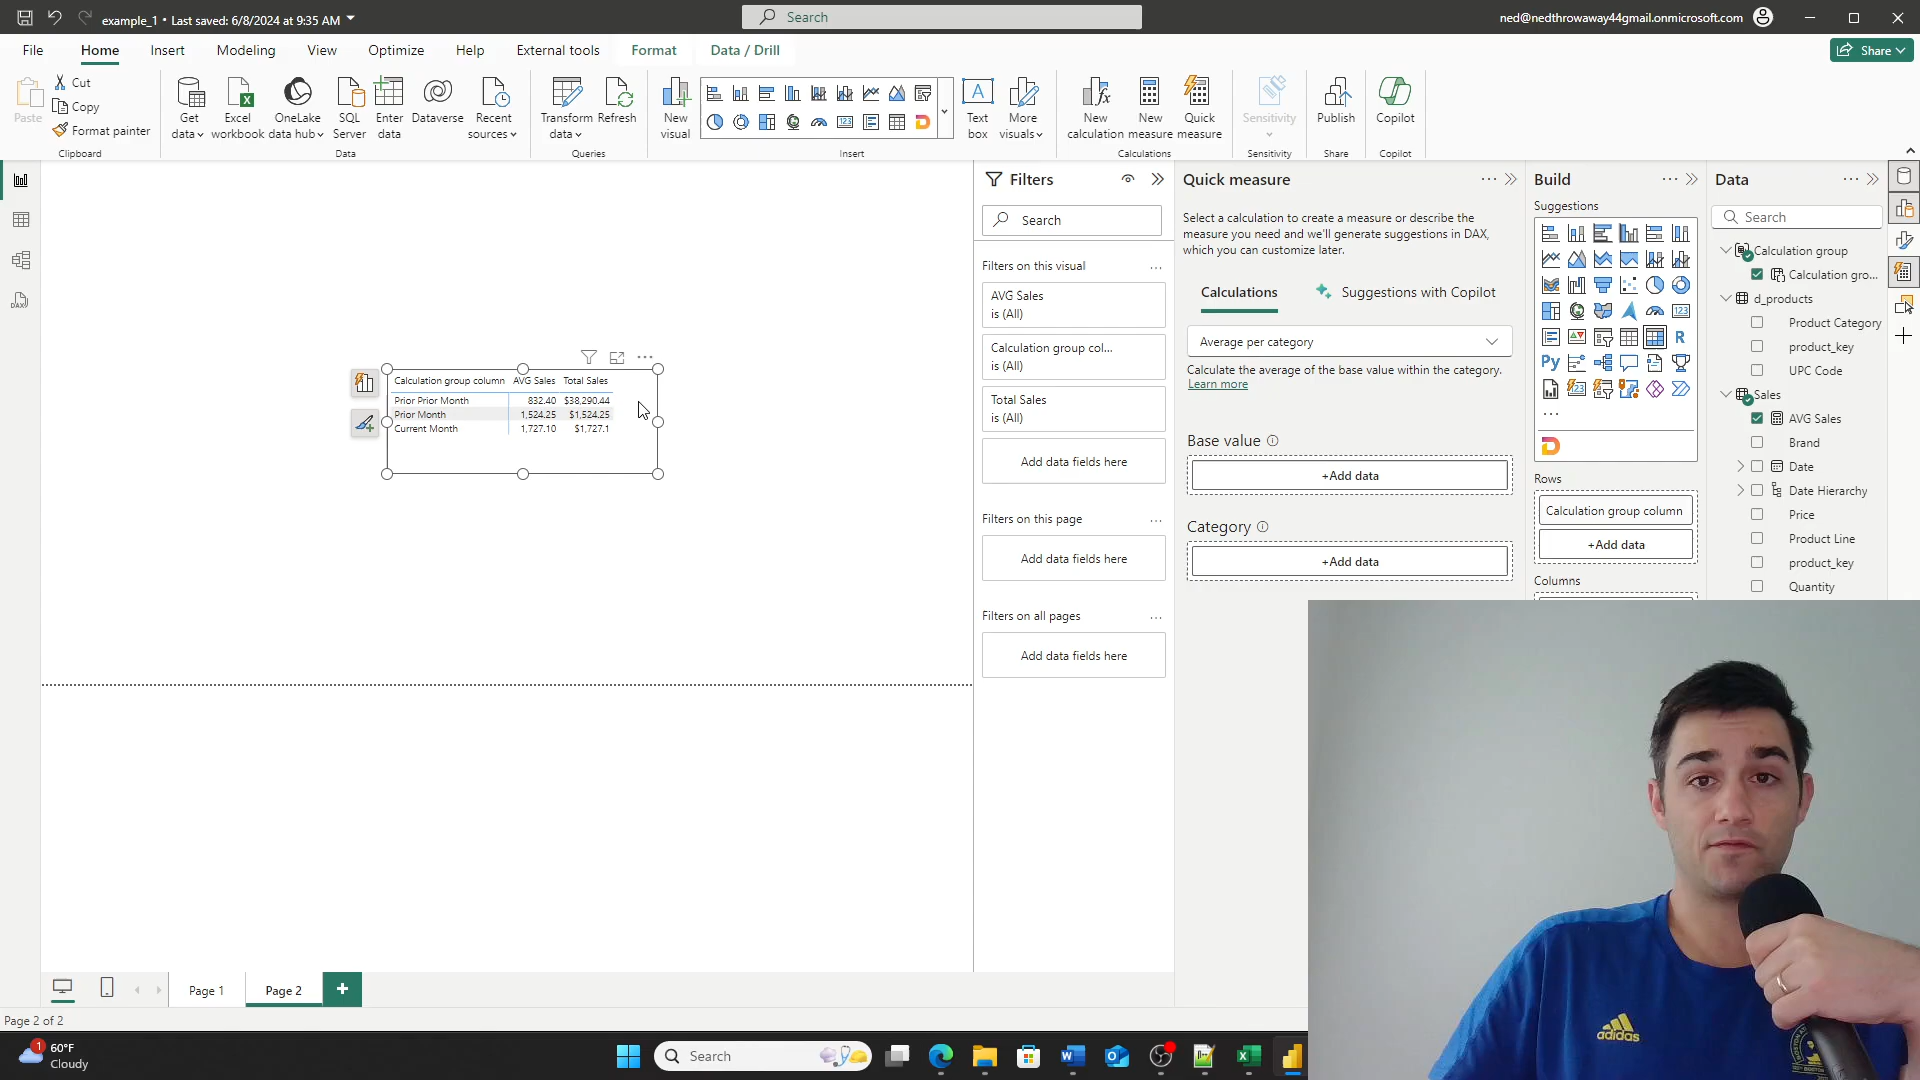 example_1 • Last saved: 6/8/2024 at 9:35 AM
Search
ned@nedthrowaway44gmail.onmicrosoft.com
File
Home
Insert
Modeling
View
Optimize
Help
External tools
Format
Data / Drill
Share
Paste
Cut
Copy
Format painter
Clipboard
Get
data
Excel
workbook
OneLake
data hub
SQL
Server
Enter
data
Dataverse
Recent
sources
Data
Transform
data
Refresh
Queries
New
visual
Text
box
More
visuals
Insert
New
calculation
New
measure
Quick
measure
Calculations
Sensitivity
Sensitivity
Publish
Share
Copilot
Copilot
Calculation group column AVG Sales Total Sales
Prior Prior Month 832.40 $38,290.44
Prior Month 1,524.25 $1,524.25
Current Month 1,727.10 $1,727.1
Filters
Search
Filters on this visual
AVG Sales
is (All)
Calculation group col...
is (All)
Total Sales
is (All)
Add data fields here
Filters on this page
Add data fields here
Filters on all pages
Add data fields here
Quick measure
Select a calculation to create a measure or describe the
measure you need and we'll generate suggestions in DAX,
which you can customize later.
Calculations
Suggestions with Copilot
Average per category
Calculate the average of the base value within the category.
Learn more
Base value
+Add data
Category
+Add data
Build
Suggestions
R
Py
123
Rows
Calculation group column
+Add data
Columns
Data
Search
Calculation group
Calculation gro...
d_products
Product Category
product_key
UPC Code
Sales
AVG Sales
Brand
Date
Date Hierarchy
Price
Product Line
product_key
Quantity
DAX
Page 1
Page 2
Page 2 of 2
1
60°F
Cloudy
Search
adidas